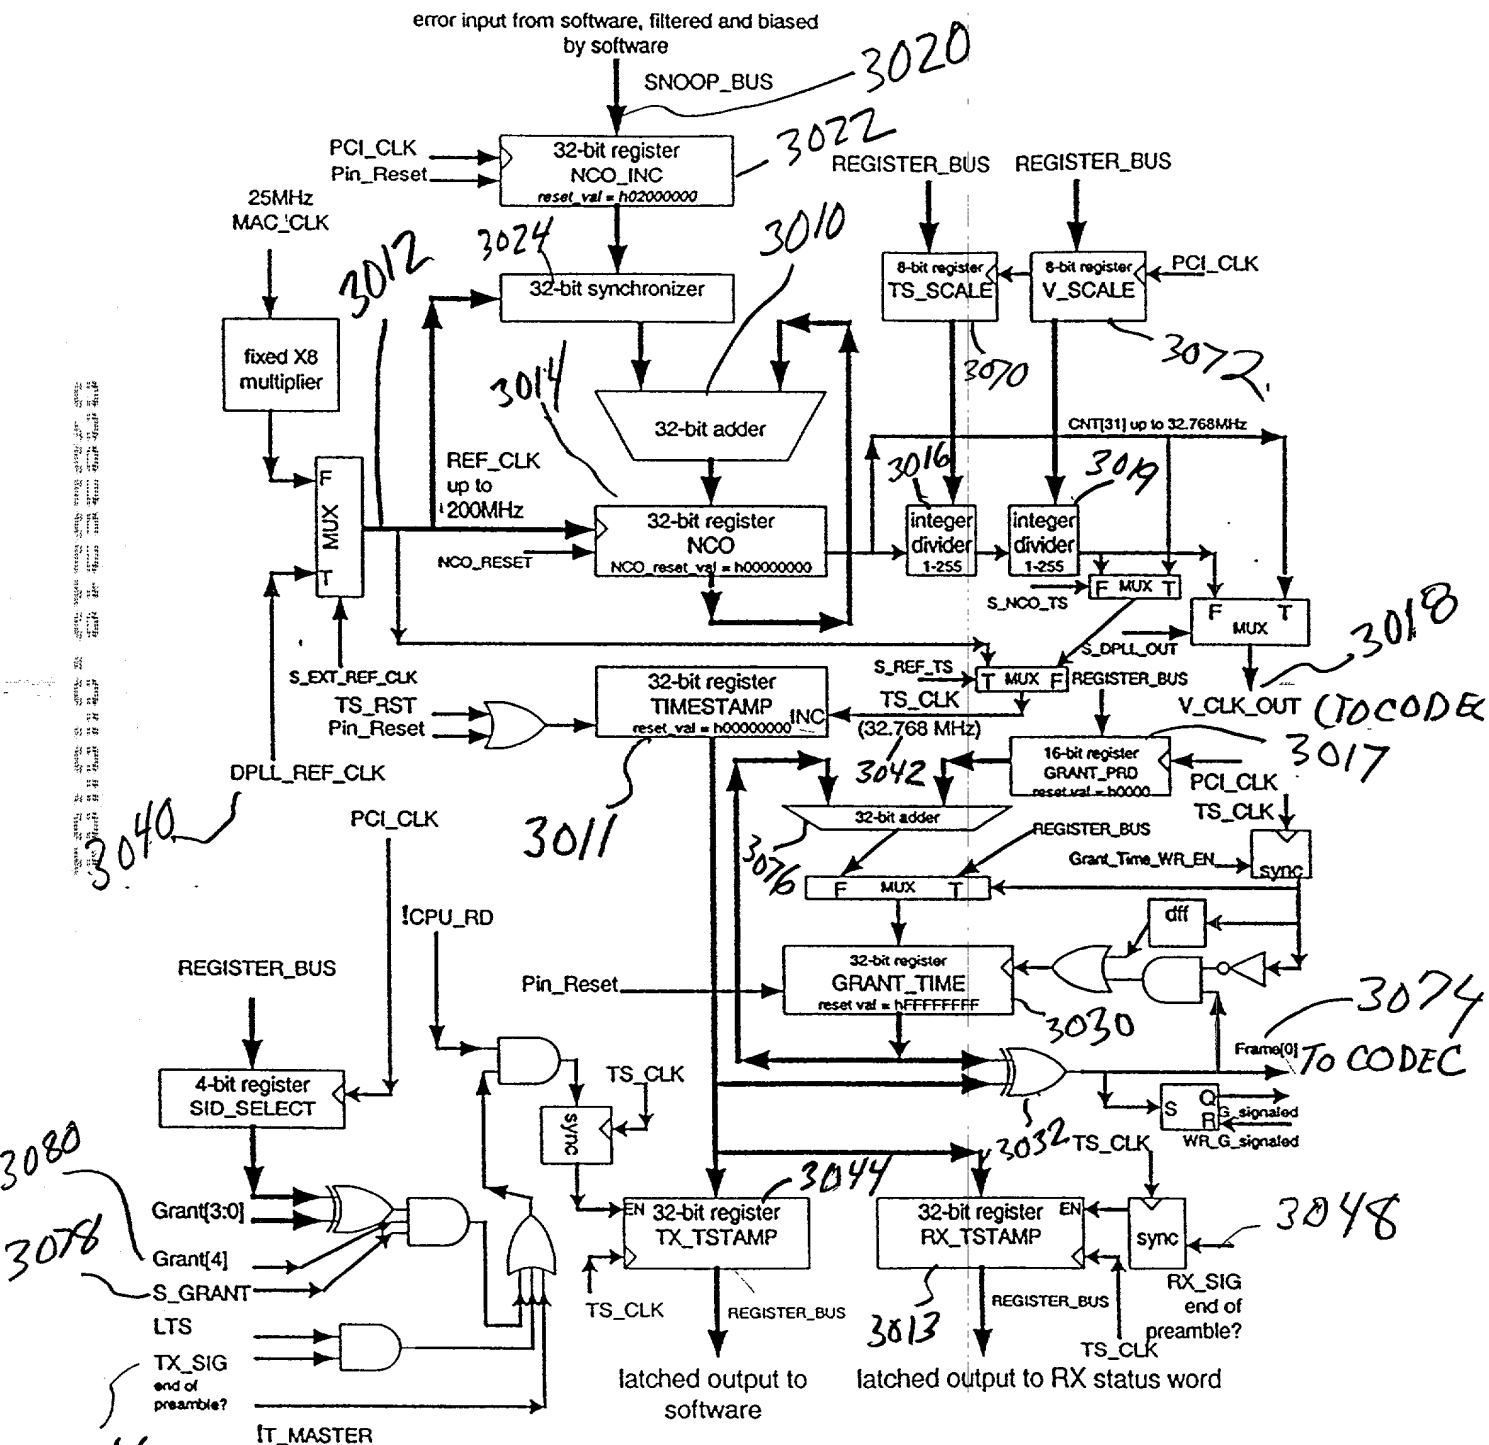 error input from software, filtered and biased
by software
SNOOP_BUS
3020
PCI_CLK
Pin_Reset
32-bit register
NCO_INC
reset_val = h02000000
3022
REGISTER_BUS
REGISTER_BUS
25MHz
MAC_CLK
3012
3024
32-bit synchronizer
3010
8-bit register
TS_SCALE
8-bit register
V_SCALE
PCI_CLK
3070
3072
fixed X8
multiplier
3014
32-bit adder
CNT[31] up to 32.768MHz
3016
3019
F
MUX
T
REF_CLK
up to
200MHz
32-bit register
NCO
NCO_reset_val = h00000000
NCO_RESET
integer
divider
1-255
integer
divider
1-255
S_NCO_TS
F MUX T
F T
MUX
S_DPLL_OUT
3018
S_EXT_REF_CLK
TS_RST
Pin_Reset
32-bit register
TIMESTAMP
reset_val = h00000000
INC
S_REF_TS
T MUX F
REGISTER_BUS
TS_CLK
(32.768 MHz)
3042
V_CLK_OUT (TO CODEC
3017
DPLL_REF_CLK
3040
3011
16-bit register
GRANT_PRD
reset val = h0000
PCI_CLK
TS_CLK
PCI_CLK
32-bit adder
3076
REGISTER_BUS
Grant_Time_WR_EN
sync
F MUX T
!CPU_RD
dff
REGISTER_BUS
Pin_Reset
32-bit register
GRANT_TIME
reset val = hFFFFFFFF
3030
3074
Frame[0]
TO CODEC
4-bit register
SID_SELECT
TS_CLK
sync
S Q
R
G_signaled
WR_G_signaled
3032
TS_CLK
3080
Grant[3:0]
3078
Grant[4]
S_GRANT
3044
EN
32-bit register
TX_TSTAMP
TS_CLK
REGISTER_BUS
32-bit register
RX_TSTAMP
EN
sync
3048
RX_SIG
end of
preamble?
3013
REGISTER_BUS
TS_CLK
LTS
TX_SIG
end of
preamble?
!T_MASTER
latched output to
software
latched output to RX status word